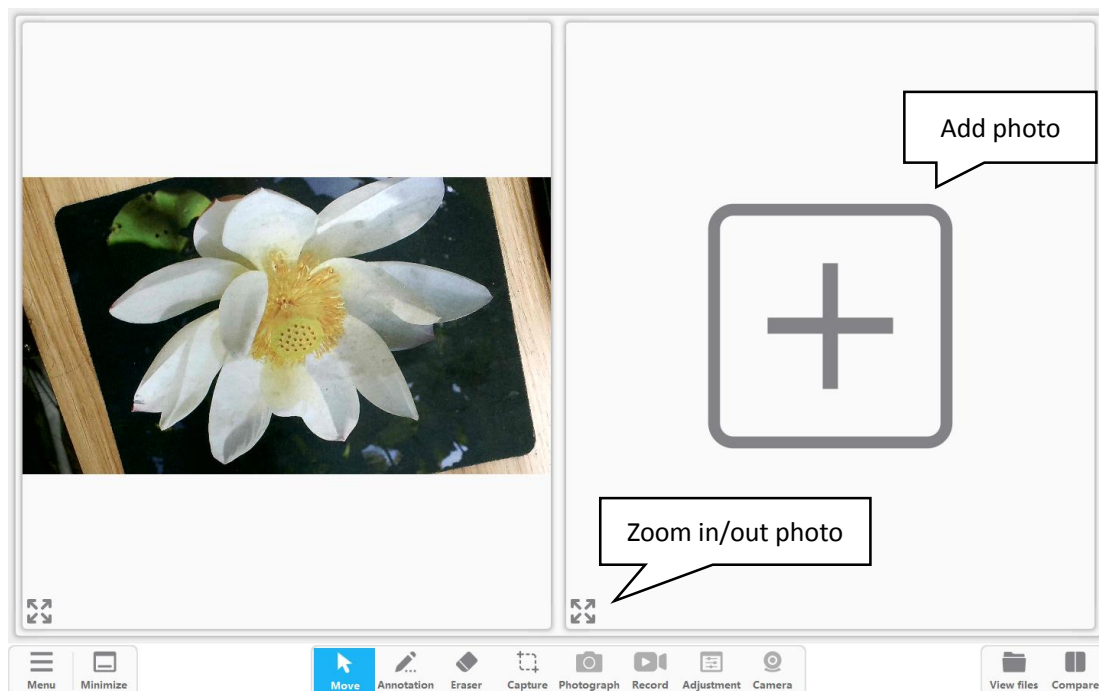 Add photo
Zoom in/out photo
Menu
Minimize
Move
Annotation
Eraser
Capture
Photograph
Record
Adjustment
Camera
View files
Compare